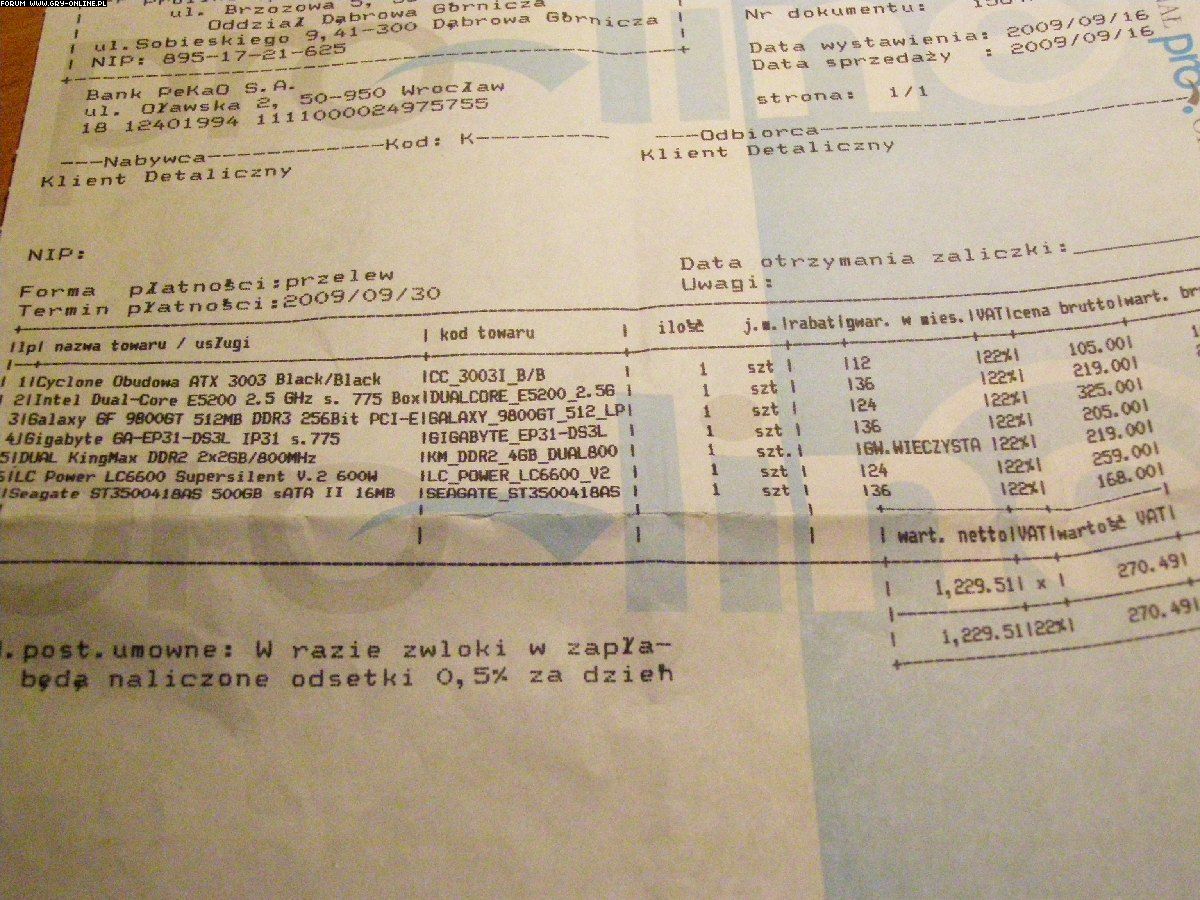 FORUM WWW.GRY-ONLINE.PL
ul. Brzozowa 5,
Oddział Dąbrowa Górnicza
ul.Sobieskiego 9,41-300 Dąbrowa Górnicza
NIP: 895-17-21-625
Nr dokumentu:
Data wystawienia: 2009/09/16
Data sprzedaży : 2009/09/16
strona: 1/1
Bank PeKaO S.A.
ul. Oławska 2, 50-950 Wrocław
18 12401994 1111000024975755
---Nabywca---Kod: K---
Klient Detaliczny
---Odbiorca---
Klient Detaliczny
NIP:
Forma płatności:przelew
Termin płatności:2009/09/30
Data otrzymania zaliczki:
Uwagi:
|lp| nazwa towaru / usługi | kod towaru | ilość j.m.|rabat|gwar. w mies.|VAT|cena brutto|wart. br
1|Cyclone Obudowa ATX 3003 Black/Black |CC_3003I_B/B | 1 szt | |12 |22%| 105.00|
2|Intel Dual-Core E5200 2.5 GHz s. 775 Box|DUALCORE_E5200_2.5G | 1 szt | |36 |22%| 219.00|
3|Galaxy GF 9800GT 512MB DDR3 256Bit PCI-E|GALAXY_9800GT_512_LP| 1 szt | |24 |22%| 325.00|
4|Gigabyte GA-EP31-DS3L IP31 s.775 |GIGABYTE_EP31-DS3L | 1 szt | |36 |22%| 205.00|
5|DUAL KingMax DDR2 2x2GB/800MHz |KM_DDR2_4GB_DUAL800 | 1 szt.| |GW.WIECZYSTA |22%| 219.00|
6|LC Power LC6600 Supersilent V.2 600W |LC_POWER_LC6600_V2 | 1 szt | |24 |22%| 259.00|
|Seagate ST3500418AS 500GB sATA II 16MB |SEAGATE_ST3500418AS | 1 szt | |36 |22%| 168.00|
| wart. netto|VAT|wartość VAT|
| 1,229.51| x | 270.49|
| 1,229.51|22%| 270.49|
.post.umowne: W razie zwloki w zapła-
będą naliczone odsetki 0,5% za dzień